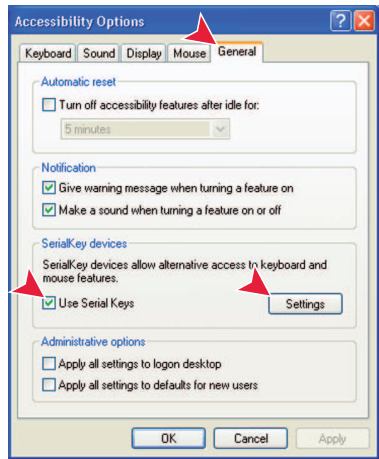 Accessibility Options
Keyboard Sound Display Mouse General
Automatic reset
Turn off accessibility features after idle for:
5 minutes
Notification
Give warning message when turning a feature on
Make a sound when turning a feature on or off
SerialKey devices
SerialKey devices allow alternative access to keyboard and
mouse features.
Use Serial Keys Settings
Administrative options
Apply all settings to logon desktop
Apply all settings to defaults for new users
OK Cancel Apply